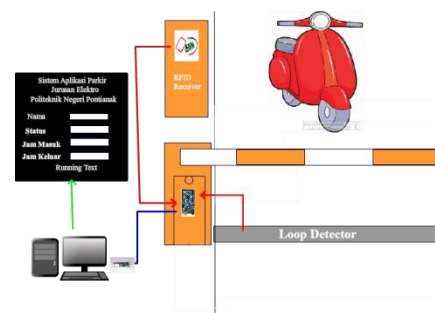 Sistem Aplikasi Parkir
Jurusan Elektro
Politeknik Negeri Pontianak
Nama
Status
Jam Masuk
Jam Keluar
Running Text
RFID
Receiver
Loop Detector